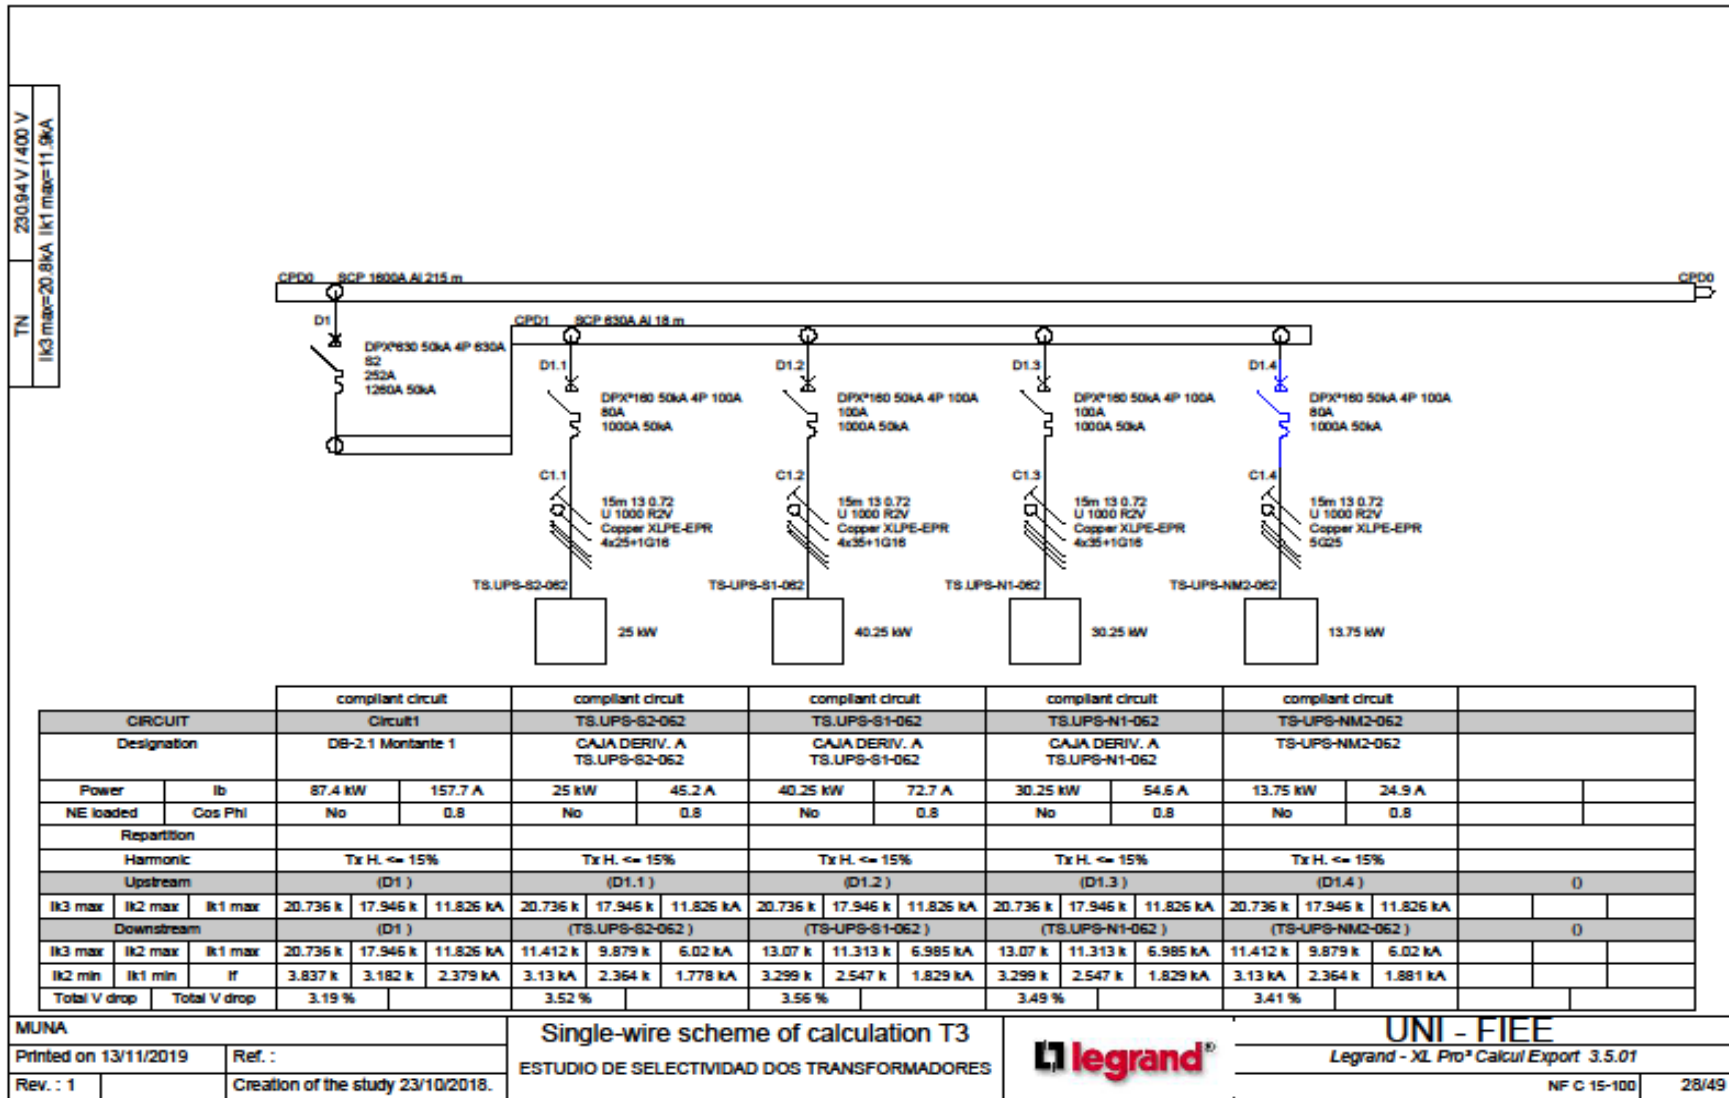 TN 230.94 V / 400 V
Ik3 max=20.8kA Ik1 max=11.9kA
CPD0 SCP 1600A Al 215 m CPD0
D1
DPX³630 50kA 4P 630A
S2
252A
1260A 50kA
CPD1 SCP 630A Al 18 m
D1.1
DPX³160 50kA 4P 100A
80A
1000A 50kA
D1.2
DPX³160 50kA 4P 100A
100A
1000A 50kA
D1.3
DPX³160 50kA 4P 100A
100A
1000A 50kA
D1.4
DPX³160 50kA 4P 100A
80A
1000A 50kA
C1.1
15m 13 0.72
U 1000 R2V
Copper XLPE-EPR
4x25+1G16
C1.2
15m 13 0.72
U 1000 R2V
Copper XLPE-EPR
4x35+1G16
C1.3
15m 13 0.72
U 1000 R2V
Copper XLPE-EPR
4x35+1G16
C1.4
15m 13 0.72
U 1000 R2V
Copper XLPE-EPR
5G25
TS.UPS-S2-062 TS-UPS-S1-062 TS.UPS-N1-062 TS-UPS-NM2-062
25 kW 40.25 kW 30.25 kW 13.75 kW
compliant circuit compliant circuit compliant circuit compliant circuit compliant circuit
CIRCUIT Circuit1 TS.UPS-S2-062 TS.UPS-S1-062 TS.UPS-N1-062 TS-UPS-NM2-062
Designation DB-2.1 Montante 1 CAJA DERIV. A CAJA DERIV. A CAJA DERIV. A TS-UPS-NM2-062
TS.UPS-S2-062 TS.UPS-S1-062 TS.UPS-N1-062
Power Ib 87.4 kW 157.7 A 25 kW 45.2 A 40.25 kW 72.7 A 30.25 kW 54.6 A 13.75 kW 24.9 A
NE loaded Cos Phi No 0.8 No 0.8 No 0.8 No 0.8 No 0.8
Repartition
Harmonic Tx H. <= 15% Tx H. <= 15% Tx H. <= 15% Tx H. <= 15% Tx H. <= 15%
Upstream (D1 ) (D1.1 ) (D1.2 ) (D1.3 ) (D1.4 ) ()
Ik3 max Ik2 max Ik1 max 20.736 k 17.946 k 11.826 kA 20.736 k 17.946 k 11.826 kA 20.736 k 17.946 k 11.826 kA 20.736 k 17.946 k 11.826 kA 20.736 k 17.946 k 11.826 kA
Downstream (D1 ) (TS.UPS-S2-062 ) (TS-UPS-S1-062 ) (TS.UPS-N1-062 ) (TS-UPS-NM2-062 ) ()
Ik3 max Ik2 max Ik1 max 20.736 k 17.946 k 11.826 kA 11.412 k 9.879 k 6.02 kA 13.07 k 11.313 k 6.985 kA 13.07 k 11.313 k 6.985 kA 11.412 k 9.879 k 6.02 kA
Ik2 min Ik1 min If 3.837 k 3.182 k 2.379 kA 3.13 kA 2.364 k 1.778 kA 3.299 k 2.547 k 1.829 kA 3.299 k 2.547 k 1.829 kA 3.13 kA 2.364 k 1.881 kA
Total V drop Total V drop 3.19 % 3.52 % 3.56 % 3.49 % 3.41 %
MUNA
Printed on 13/11/2019 Ref. :
Rev. : 1 Creation of the study 23/10/2018.
Single-wire scheme of calculation T3
ESTUDIO DE SELECTIVIDAD DOS TRANSFORMADORES
legrand®
UNI - FIEE
Legrand - XL Pro³ Calcul Export 3.5.01
NF C 15-100 28/49